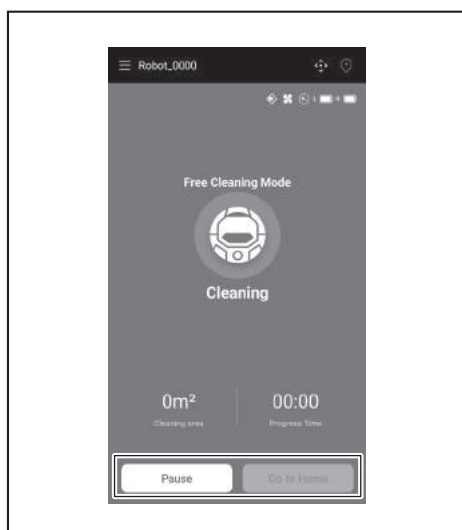 Robot_0000
L R
Free Cleaning Mode
Cleaning
0m² 00:00
Cleaning area Progress Time
Pause Go to Home